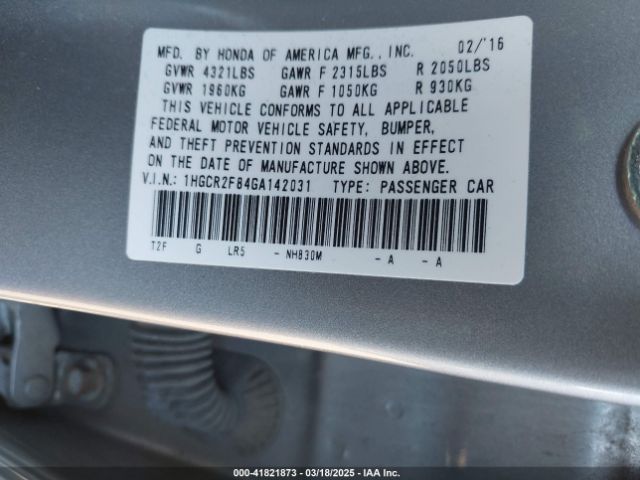 MFD. BY HONDA OF AMERICA MFG., INC. 02/'16
GVWR 4321LBS GAWR F 2315LBS R 2050LBS
GVWR 1960KG GAWR F 1050KG R 930KG
THIS VEHICLE CONFORMS TO ALL APPLICABLE
FEDERAL MOTOR VEHICLE SAFETY, BUMPER,
AND THEFT PREVENTION STANDARDS IN EFFECT
ON THE DATE OF MANUFACTURE SHOWN ABOVE.
V.I.N.: 1HGCR2F84GA142031 TYPE: PASSENGER CAR
T2F G LR5 - NH830M - A - A
000-41821873 | 03/18/2025 | © IAA Inc.